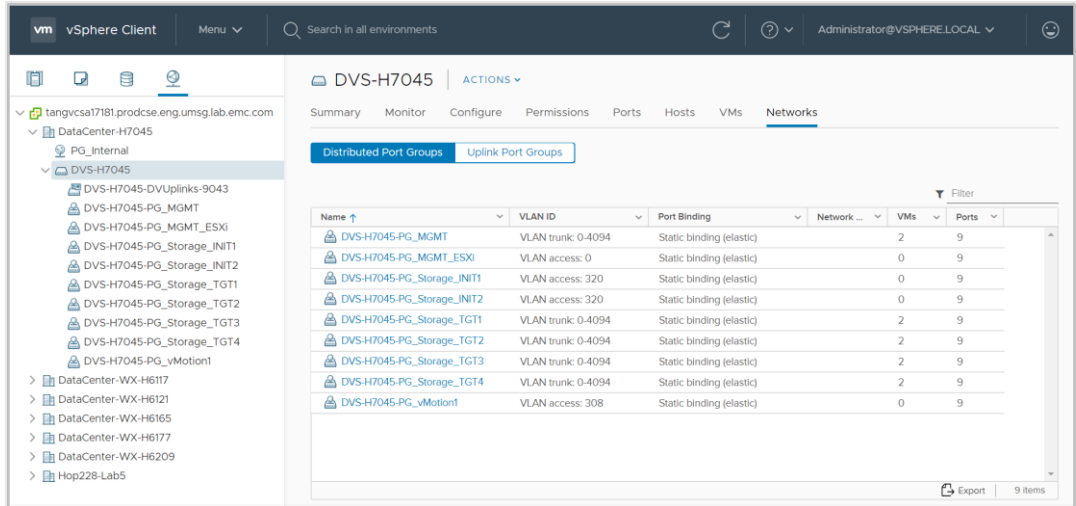 vm vSphere Client Menu Search in all environments Administrator@VSPHERE.LOCAL
tangvcsa17181.prodcse.eng.umsg.lab.emc.com
DataCenter-H7045
PG_Internal
DVS-H7045
DVS-H7045-DVUplinks-9043
DVS-H7045-PG_MGMT
DVS-H7045-PG_MGMT_ESXi
DVS-H7045-PG_Storage_INIT1
DVS-H7045-PG_Storage_INIT2
DVS-H7045-PG_Storage_TGT1
DVS-H7045-PG_Storage_TGT2
DVS-H7045-PG_Storage_TGT3
DVS-H7045-PG_Storage_TGT4
DVS-H7045-PG_vMotion1
DataCenter-WX-H6117
DataCenter-WX-H6121
DataCenter-WX-H6165
DataCenter-WX-H6177
DataCenter-WX-H6209
Hop228-Lab5
DVS-H7045 ACTIONS
Summary Monitor Configure Permissions Ports Hosts VMs Networks
Distributed Port Groups Uplink Port Groups
Filter
Name ↑ VLAN ID Port Binding Network ... VMs Ports
DVS-H7045-PG_MGMT VLAN trunk: 0-4094 Static binding (elastic) 2 9
DVS-H7045-PG_MGMT_ESXi VLAN access: 0 Static binding (elastic) 0 9
DVS-H7045-PG_Storage_INIT1 VLAN access: 320 Static binding (elastic) 0 9
DVS-H7045-PG_Storage_INIT2 VLAN access: 320 Static binding (elastic) 0 9
DVS-H7045-PG_Storage_TGT1 VLAN trunk: 0-4094 Static binding (elastic) 2 9
DVS-H7045-PG_Storage_TGT2 VLAN trunk: 0-4094 Static binding (elastic) 2 9
DVS-H7045-PG_Storage_TGT3 VLAN trunk: 0-4094 Static binding (elastic) 2 9
DVS-H7045-PG_Storage_TGT4 VLAN trunk: 0-4094 Static binding (elastic) 2 9
DVS-H7045-PG_vMotion1 VLAN access: 308 Static binding (elastic) 0 9
Export 9 items